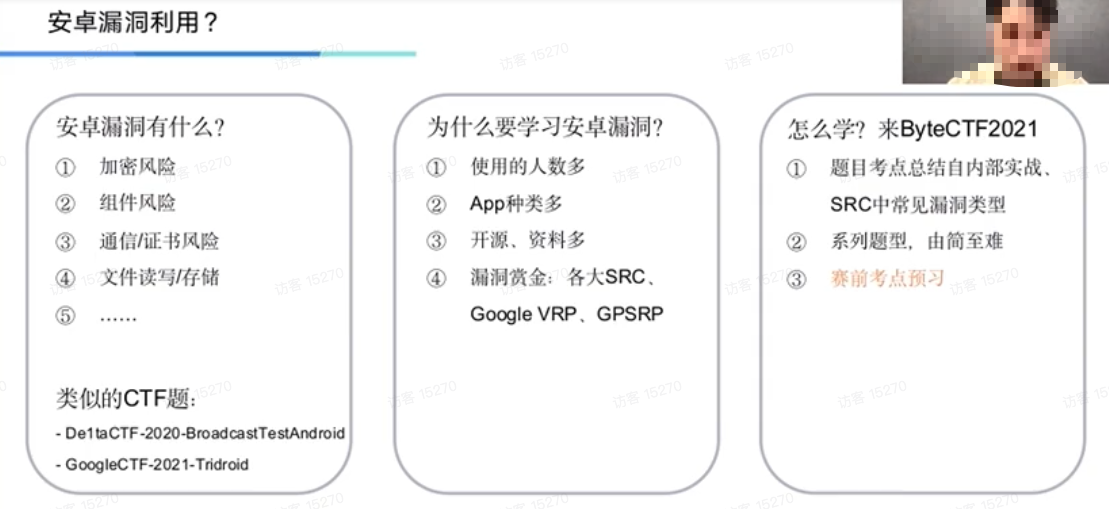 安卓漏洞利用？
安卓漏洞有什么？
① 加密风险
② 组件风险
③ 通信/证书风险
④ 文件读写/存储
⑤ ……
类似的CTF题：
- De1taCTF-2020-BroadcastTestAndroid
- GoogleCTF-2021-Tridroid
为什么要学习安卓漏洞？
① 使用的人数多
② App种类多
③ 开源、资料多
④ 漏洞赏金：各大SRC、
Google VRP、GPSRP
怎么学？来ByteCTF2021
① 题目考点总结自内部实战、
SRC中常见漏洞类型
② 系列题型，由简至难
③ 赛前考点预习
访客 15270